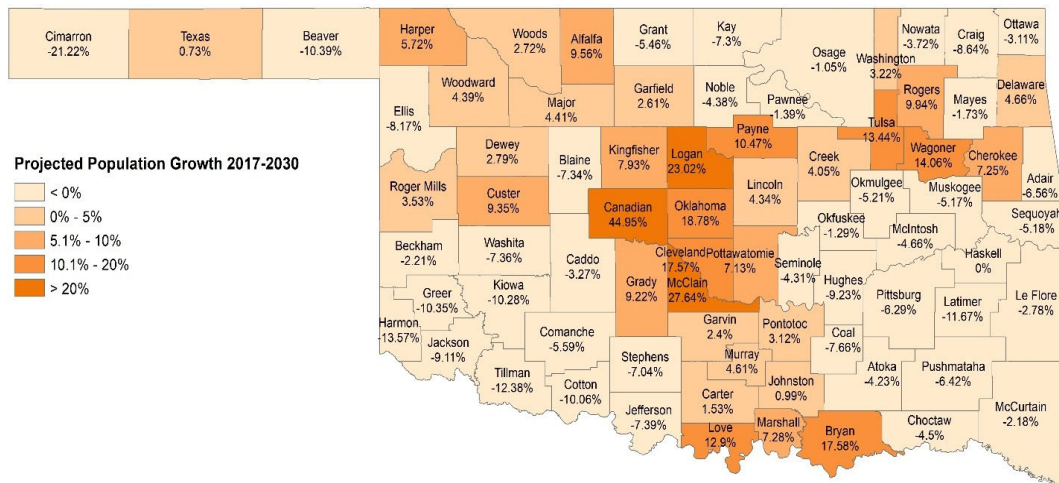 Cimarron
-21.22%
Texas
0.73%
Beaver
-10.39%
Harper
5.72%
Woods
2.72%
Alfalfa
9.56%
Grant
-5.46%
Kay
-7.3%
Osage
-1.05%
Nowata
-3.72%
Craig
-8.64%
Ottawa
-3.11%
Washington
3.22%
Woodward
4.39%
Major
4.41%
Garfield
2.61%
Noble
-4.38%
Pawnee
-1.39%
Rogers
9.94%
Mayes
-1.73%
Delaware
4.66%
Ellis
-8.17%
Dewey
2.79%
Blaine
-7.34%
Kingfisher
7.93%
Logan
23.02%
Payne
10.47%
Creek
4.05%
Tulsa
13.44%
Wagoner
14.06%
Cherokee
7.25%
Adair
-6.56%
Projected Population Growth 2017-2030
< 0%
0% - 5%
5.1% - 10%
10.1% - 20%
> 20%
Roger Mills
3.53%
Custer
9.35%
Canadian
44.95%
Oklahoma
18.78%
Lincoln
4.34%
Okmulgee
-5.21%
Muskogee
-5.17%
Sequoyah
-5.18%
Okfuskee
-1.29%
McIntosh
-4.66%
Beckham
-2.21%
Washita
-7.36%
Caddo
-3.27%
Grady
9.22%
Cleveland
17.57%
McClain
27.64%
Pottawatomie
7.13%
Seminole
-4.31%
Hughes
-9.23%
Haskell
0%
Pittsburg
-6.29%
Latimer
-11.67%
Le Flore
-2.78%
Greer
-10.35%
Kiowa
-10.28%
Harmon
-13.57%
Jackson
-9.11%
Comanche
-5.59%
Garvin
2.4%
Pontotoc
3.12%
Coal
-7.66%
Tillman
-12.38%
Cotton
-10.06%
Stephens
-7.04%
Murray
4.61%
Johnston
0.99%
Atoka
-4.23%
Pushmataha
-6.42%
McCurtain
-2.18%
Jefferson
-7.39%
Carter
1.53%
Love
12.9%
Marshall
7.28%
Bryan
17.58%
Choctaw
-4.5%